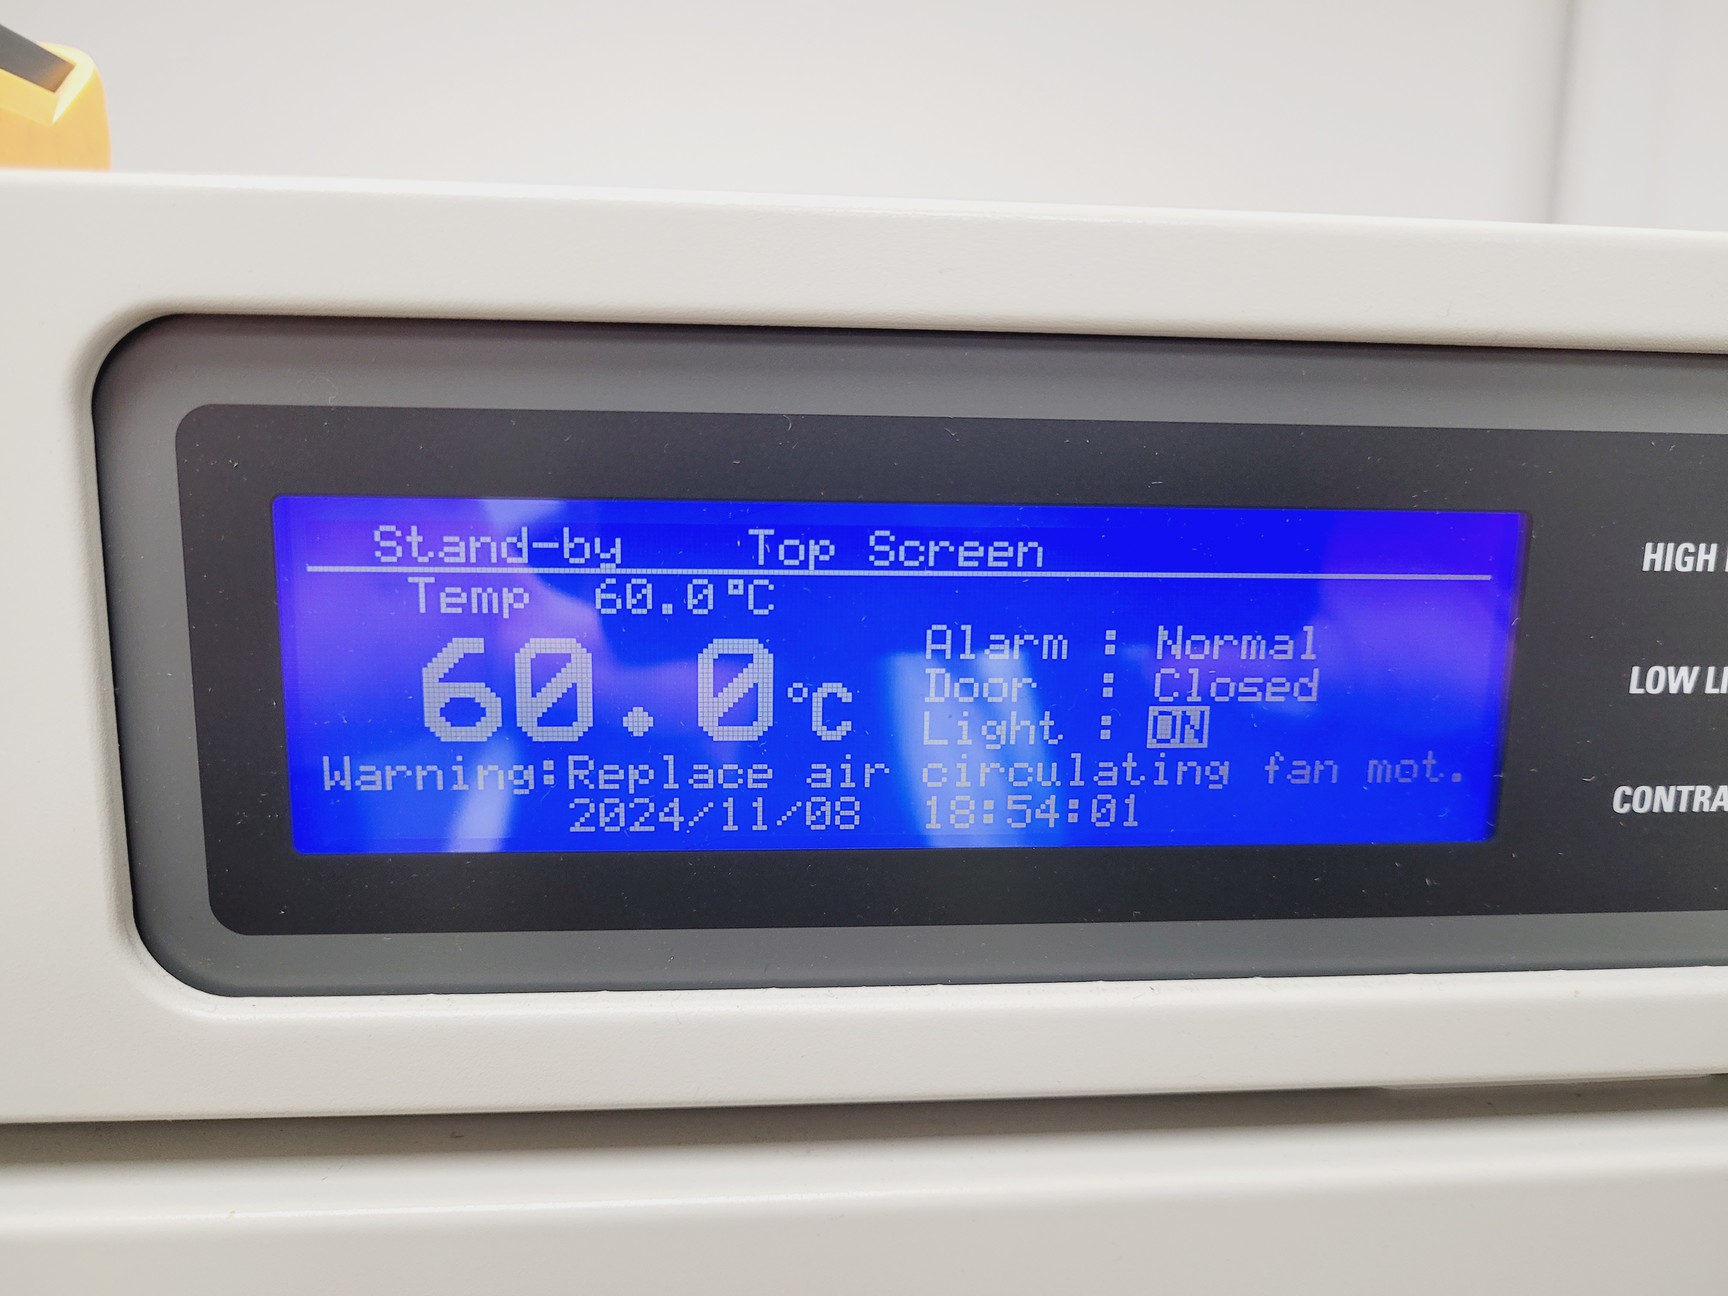 Stand-by Top Screen
Temp 60.0°C
60.0°C
Alarm : Normal
Door : Closed
Light : ON
Warning:Replace air circulating fan mot.
2024/11/08 18:54:01
HIGH
LOW